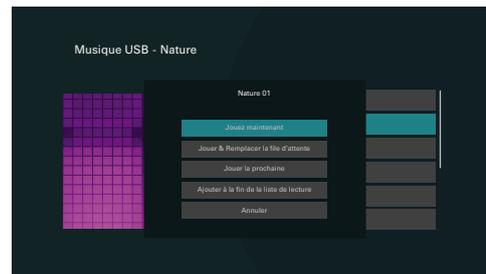 Musique USB - Nature
Nature 01
Jouez maintenant
Jouer & Remplacer la file d'attente
Jouer la prochaine
Ajouter à la fin de la liste de lecture
Annuler